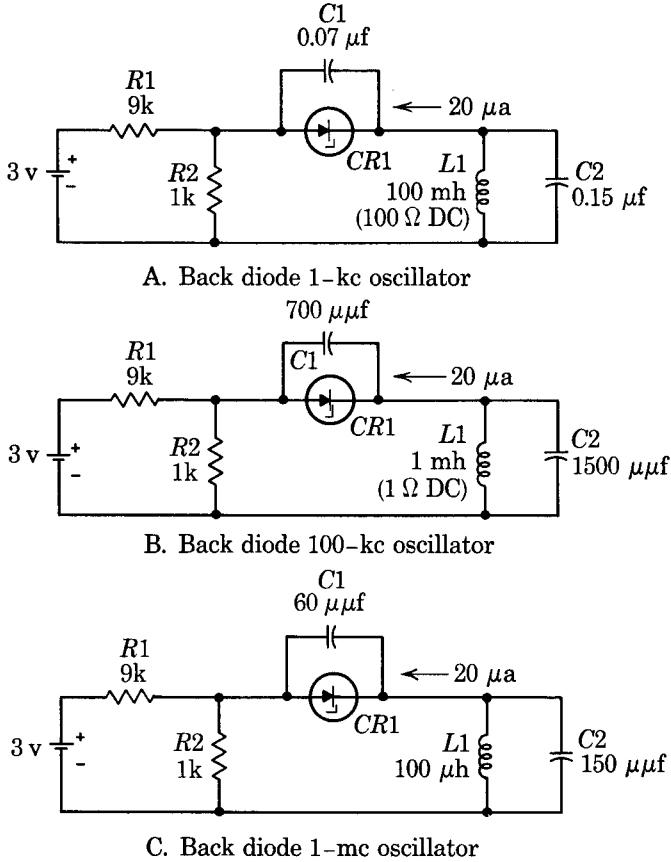 C1
0.07 μf
R1
9k
← 20 μa
CR1
3 v
+
−
R2
1k
L1
100 mh
(100 Ω DC)
C2
0.15 μf
A. Back diode 1-kc oscillator
700 μμf
C1
R1
9k
← 20 μa
CR1
3 v
+
−
R2
1k
L1
1 mh
(1 Ω DC)
C2
1500 μμf
B. Back diode 100-kc oscillator
C1
60 μμf
R1
9k
← 20 μa
CR1
3 v
+
−
R2
1k
L1
100 μh
C2
150 μμf
C. Back diode 1-mc oscillator